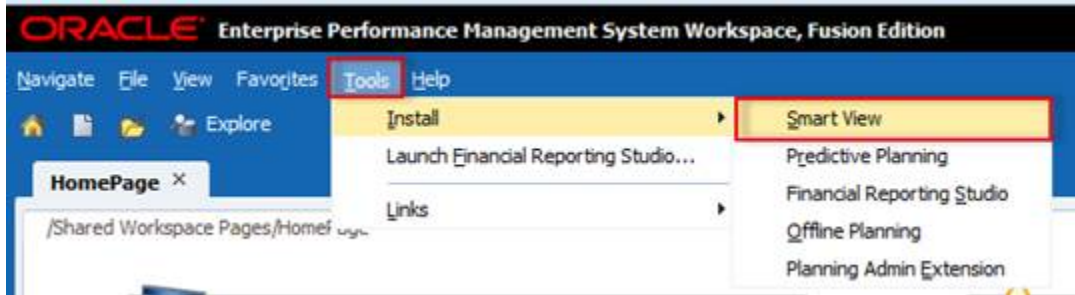 ORACLE Enterprise Performance Management System Workspace, Fusion Edition
Navigate File View Favorites Tools Help
Explore
Install
Smart View
Launch Financial Reporting Studio...
Predictive Planning
Financial Reporting Studio
HomePage
Links
Offline Planning
/Shared Workspace Pages/HomePage
Planning Admin Extension